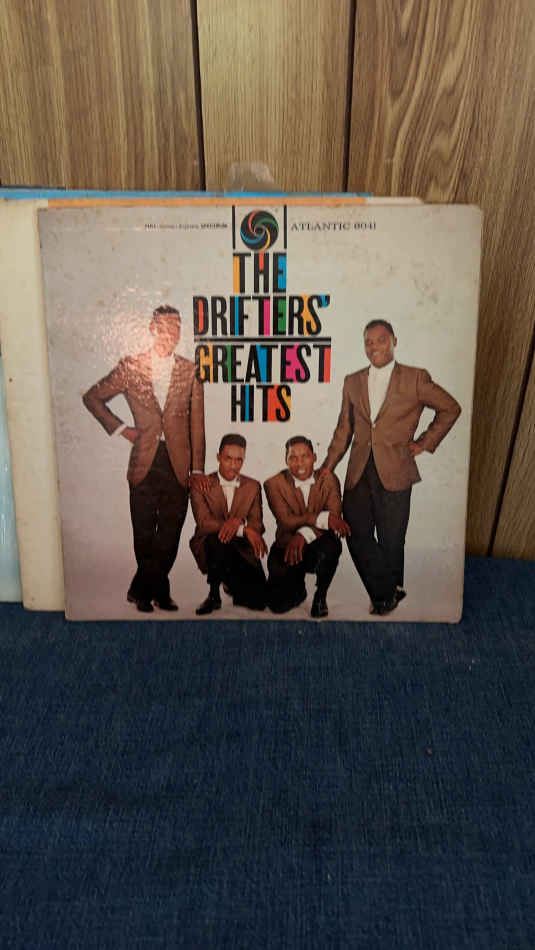 ATLANTIC 8041
THE
DRIFTERS'
GREATEST
HITS